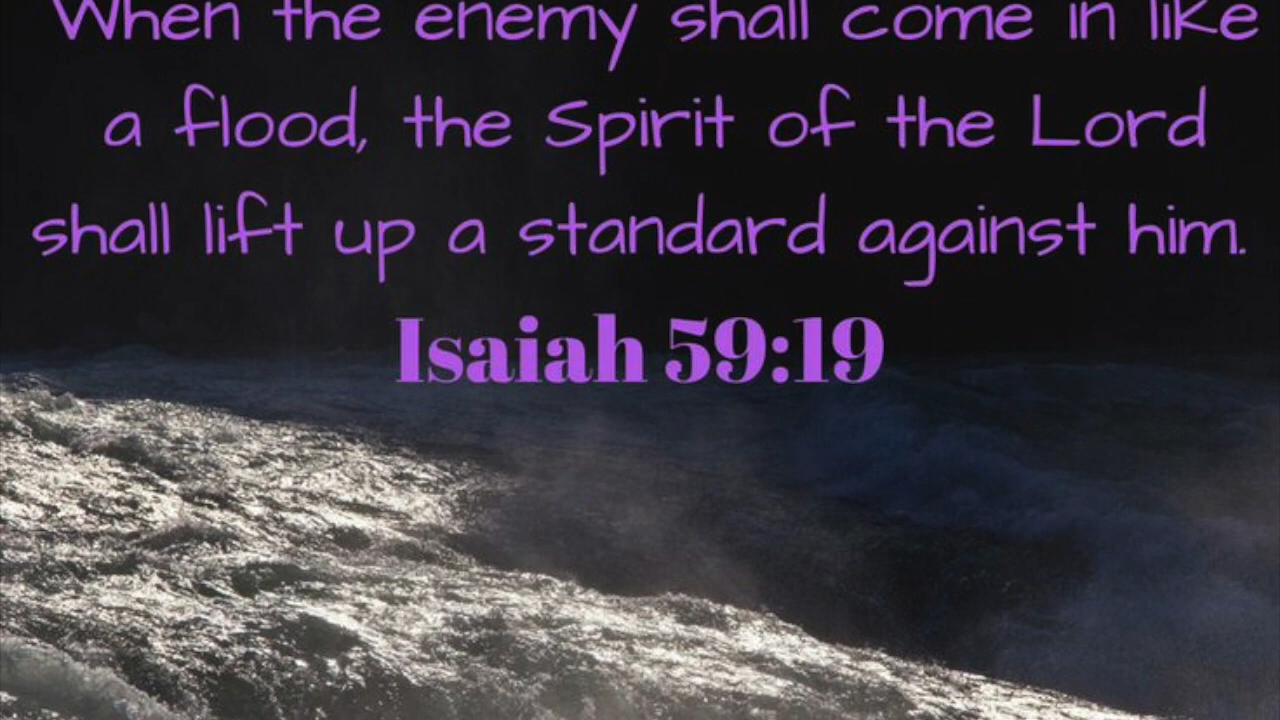 When the enemy shall come in like
a flood, the Spirit of the Lord
shall lift up a standard against him.
Isaiah 59:19